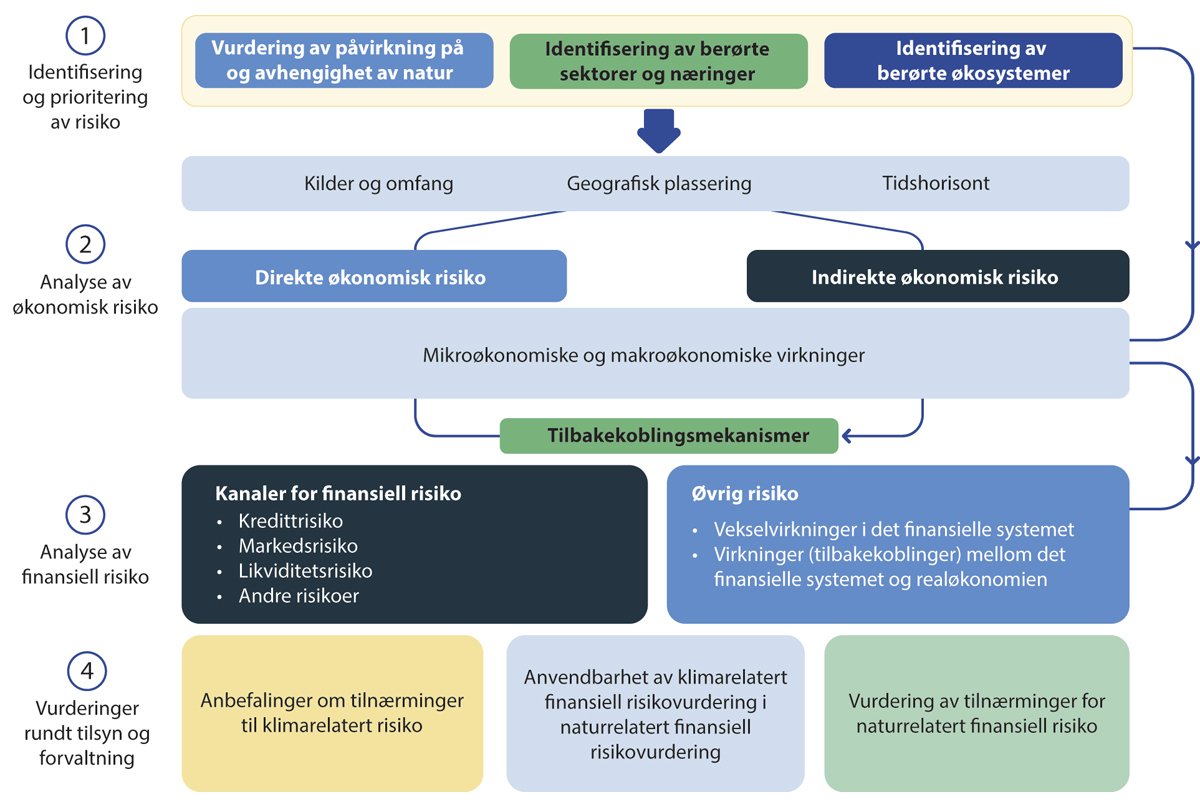 1
Identifisering
og prioritering
av risiko
Vurdering av påvirkning på
og avhengighet av natur
Identifisering av berørte
sektorer og næringer
Identifisering av
berørte økosystemer
Kilder og omfang
Geografisk plassering
Tidshorisont
2
Analyse av
økonomisk risiko
Direkte økonomisk risiko
Indirekte økonomisk risiko
Mikroøkonomiske og makroøkonomiske virkninger
Tilbakekoblingsmekanismer
3
Analyse av
finansiell risiko
Kanaler for finansiell risiko
• Kredittrisiko
• Markedsrisiko
• Likviditetsrisiko
• Andre risikoer
Øvrig risiko
• Vekselvirkninger i det finansielle systemet
• Virkninger (tilbakekoblinger) mellom det
finansielle systemet og realøkonomien
4
Vurderinger
rundt tilsyn og
forvaltning
Anbefalinger om tilnærminger
til klimarelatert risiko
Anvendbarhet av klimarelatert
finansiell risikovurdering i
naturrelatert finansiell
risikovurdering
Vurdering av tilnærminger for
naturrelatert finansiell risiko